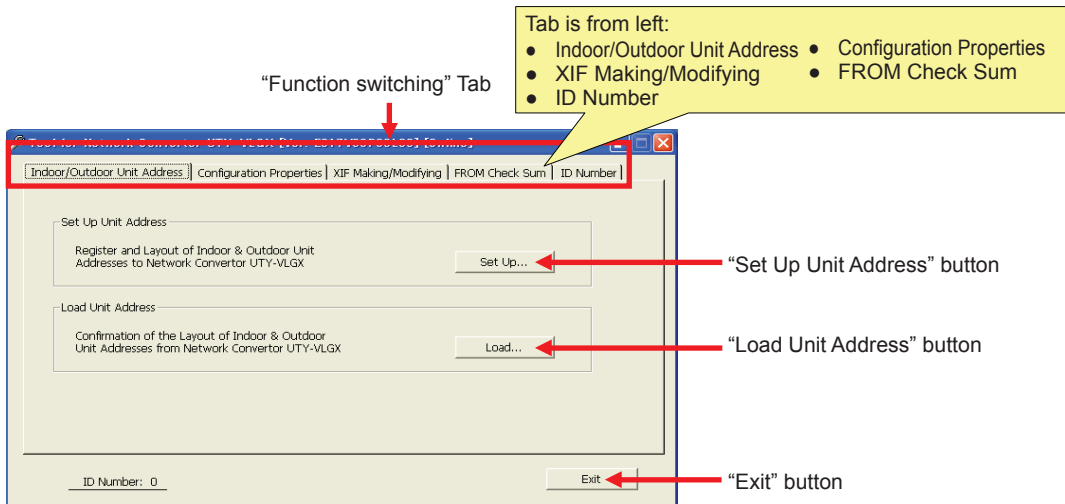 Tab is from left:
● Indoor/Outdoor Unit Address ● Configuration Properties
● XIF Making/Modifying ● FROM Check Sum
● ID Number
“Function switching” Tab
Indoor/Outdoor Unit Address Configuration Properties XIF Making/Modifying FROM Check Sum ID Number
Set Up Unit Address
Register and Layout of Indoor & Outdoor Unit
Addresses to Network Convertor UTY-VLGX
Set Up...
“Set Up Unit Address” button
Load Unit Address
Confirmation of the Layout of Indoor & Outdoor
Unit Addresses from Network Convertor UTY-VLGX
Load...
“Load Unit Address” button
ID Number: 0
Exit
“Exit” button